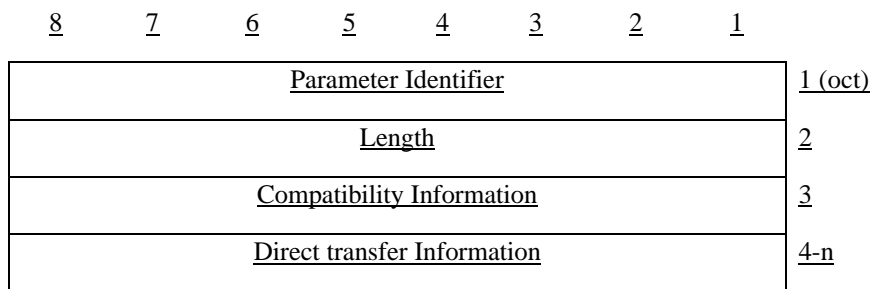 8 7 6 5 4 3 2 1
Parameter Identifier 1 (oct)
Length 2
Compatibility Information 3
Direct transfer Information 4-n